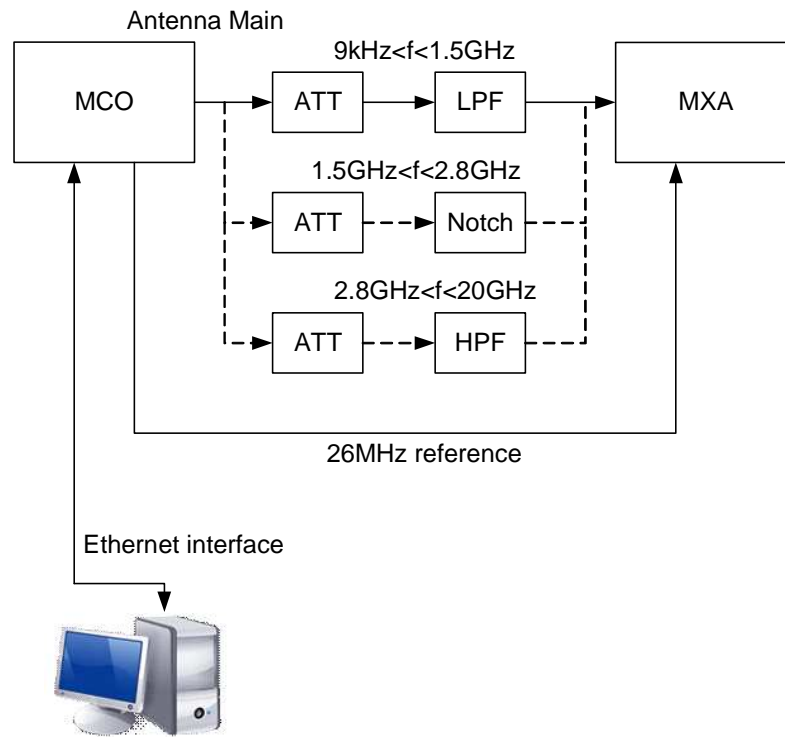 Antenna Main
9kHz<f<1.5GHz
MCO
ATT
LPF
MXA
1.5GHz<f<2.8GHz
ATT
Notch
2.8GHz<f<20GHz
ATT
HPF
26MHz reference
Ethernet interface